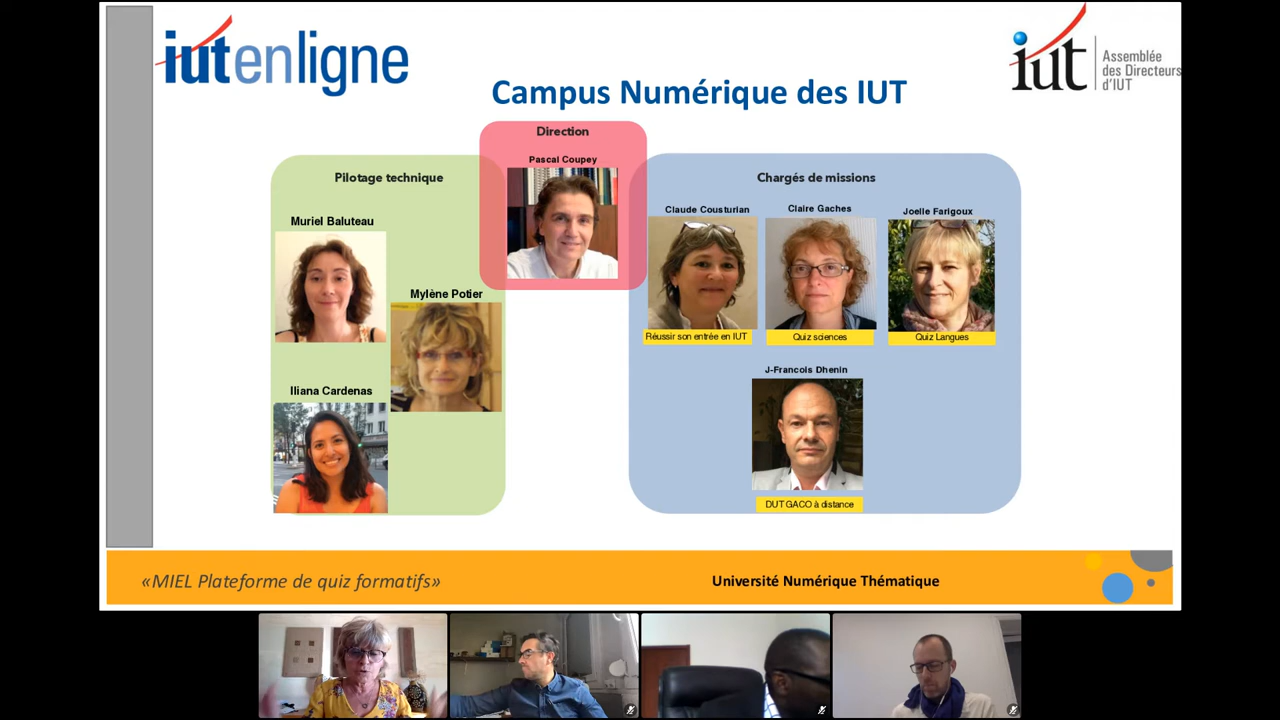 iutenligne
iut
Assemblée
des Directeurs
d'IUT
Campus Numérique des IUT
Direction
Pascal Coupey
Pilotage technique
Muriel Baluteau
Mylène Potier
Iliana Cardenas
Chargés de missions
Claude Cousturian
Claire Gaches
Joelle Farigoux
Réussir son entrée en IUT
Quiz sciences
Quiz Langues
J-Francois Dhenin
DUT GACO à distance
«MIEL Plateforme de quiz formatifs»
Université Numérique Thématique